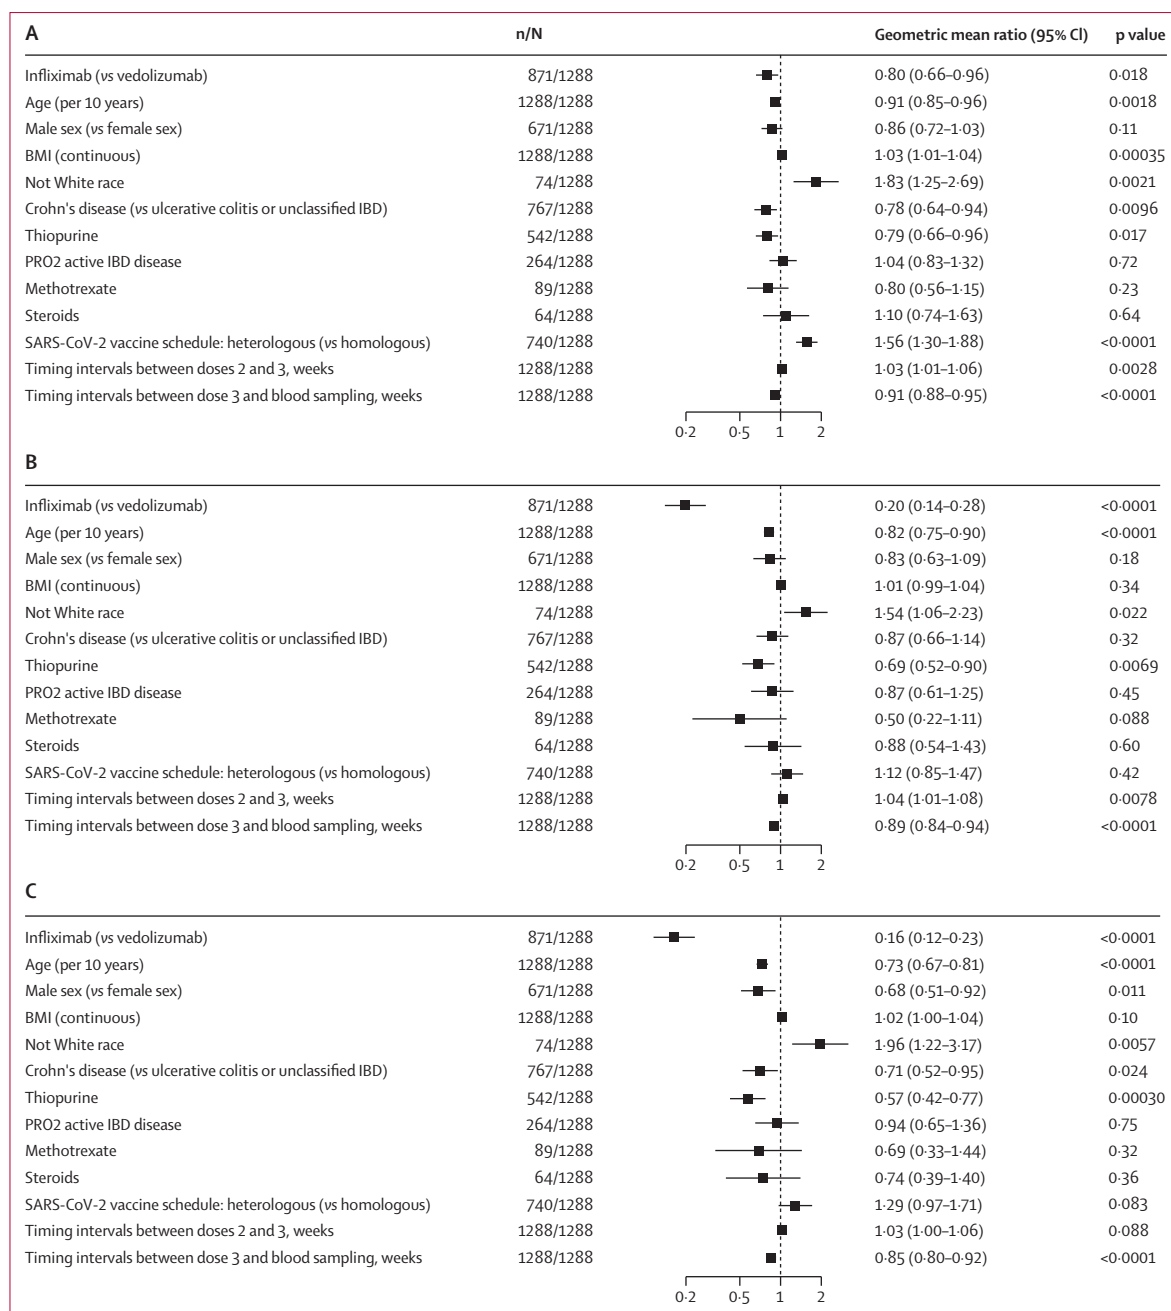 A n/N Geometric mean ratio (95% CI) p value
Infliximab (vs vedolizumab) 871/1288 0·80 (0·66–0·96) 0·018
Age (per 10 years) 1288/1288 0·91 (0·85–0·96) 0·0018
Male sex (vs female sex) 671/1288 0·86 (0·72–1·03) 0·11
BMI (continuous) 1288/1288 1·03 (1·01–1·04) 0·00035
Not White race 74/1288 1·83 (1·25–2·69) 0·0021
Crohn's disease (vs ulcerative colitis or unclassified IBD) 767/1288 0·78 (0·64–0·94) 0·0096
Thiopurine 542/1288 0·79 (0·66–0·96) 0·017
PRO2 active IBD disease 264/1288 1·04 (0·83–1·32) 0·72
Methotrexate 89/1288 0·80 (0·56–1·15) 0·23
Steroids 64/1288 1·10 (0·74–1·63) 0·64
SARS-CoV-2 vaccine schedule: heterologous (vs homologous) 740/1288 1·56 (1·30–1·88) <0·0001
Timing intervals between doses 2 and 3, weeks 1288/1288 1·03 (1·01–1·06) 0·0028
Timing intervals between dose 3 and blood sampling, weeks 1288/1288 0·91 (0·88–0·95) <0·0001
0·2 0·5 1 2
B
Infliximab (vs vedolizumab) 871/1288 0·20 (0·14–0·28) <0·0001
Age (per 10 years) 1288/1288 0·82 (0·75–0·90) <0·0001
Male sex (vs female sex) 671/1288 0·83 (0·63–1·09) 0·18
BMI (continuous) 1288/1288 1·01 (0·99–1·04) 0·34
Not White race 74/1288 1·54 (1·06–2·23) 0·022
Crohn's disease (vs ulcerative colitis or unclassified IBD) 767/1288 0·87 (0·66–1·14) 0·32
Thiopurine 542/1288 0·69 (0·52–0·90) 0·0069
PRO2 active IBD disease 264/1288 0·87 (0·61–1·25) 0·45
Methotrexate 89/1288 0·50 (0·22–1·11) 0·088
Steroids 64/1288 0·88 (0·54–1·43) 0·60
SARS-CoV-2 vaccine schedule: heterologous (vs homologous) 740/1288 1·12 (0·85–1·47) 0·42
Timing intervals between doses 2 and 3, weeks 1288/1288 1·04 (1·01–1·08) 0·0078
Timing intervals between dose 3 and blood sampling, weeks 1288/1288 0·89 (0·84–0·94) <0·0001
0·2 0·5 1 2
C
Infliximab (vs vedolizumab) 871/1288 0·16 (0·12–0·23) <0·0001
Age (per 10 years) 1288/1288 0·73 (0·67–0·81) <0·0001
Male sex (vs female sex) 671/1288 0·68 (0·51–0·92) 0·011
BMI (continuous) 1288/1288 1·02 (1·00–1·04) 0·10
Not White race 74/1288 1·96 (1·22–3·17) 0·0057
Crohn's disease (vs ulcerative colitis or unclassified IBD) 767/1288 0·71 (0·52–0·95) 0·024
Thiopurine 542/1288 0·57 (0·42–0·77) 0·00030
PRO2 active IBD disease 264/1288 0·94 (0·65–1·36) 0·75
Methotrexate 89/1288 0·69 (0·33–1·44) 0·32
Steroids 64/1288 0·74 (0·39–1·40) 0·36
SARS-CoV-2 vaccine schedule: heterologous (vs homologous) 740/1288 1·29 (0·97–1·71) 0·083
Timing intervals between doses 2 and 3, weeks 1288/1288 1·03 (1·00–1·06) 0·088
Timing intervals between dose 3 and blood sampling, weeks 1288/1288 0·85 (0·80–0·92) <0·0001
0·2 0·5 1 2